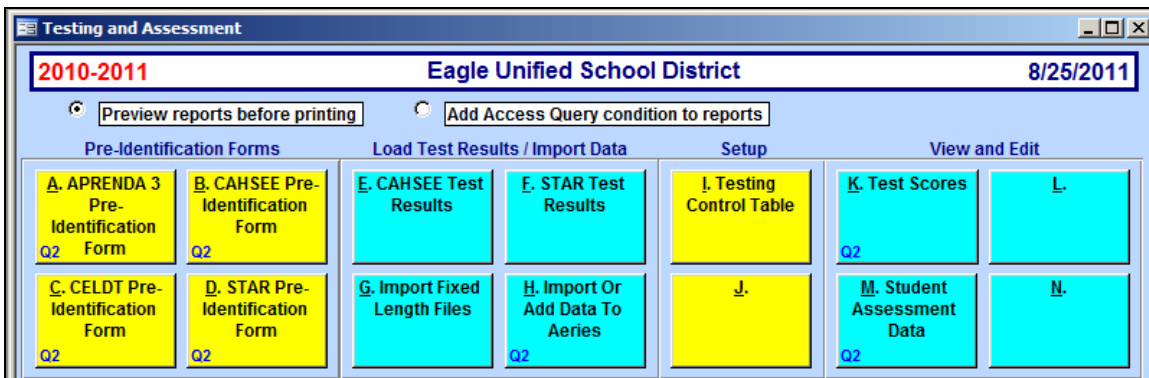 Testing and Assessment
2010-2011 Eagle Unified School District 8/25/2011
Preview reports before printing Add Access Query condition to reports
Pre-Identification Forms Load Test Results / Import Data Setup View and Edit
A. APRENDA 3
Pre-
Identification
Form
Q2
B. CAHSEE Pre-
Identification
Form
Q2
E. CAHSEE Test
Results
F. STAR Test
Results
I. Testing
Control Table
K. Test Scores
Q2
L.
C. CELDT Pre-
Identification
Form
Q2
D. STAR Pre-
Identification
Form
Q2
G. Import Fixed
Length Files
H. Import Or
Add Data To
Aeries
Q2
J.
M. Student
Assessment
Data
Q2
N.